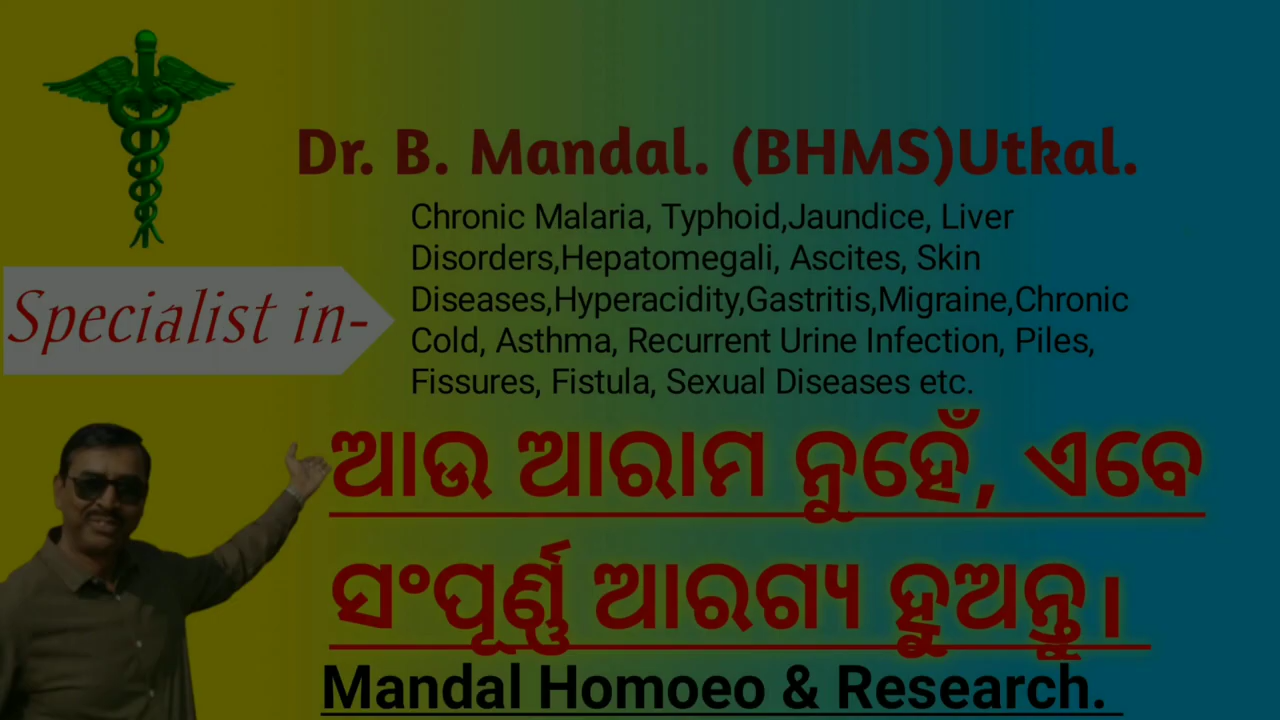 Dr. B. Mandal. (BHMS)Utkal.
Specialist in-
Chronic Malaria, Typhoid,Jaundice, Liver
Disorders,Hepatomegali, Ascites, Skin
Diseases,Hyperacidity,Gastritis,Migraine,Chronic
Cold, Asthma, Recurrent Urine Infection, Piles,
Fissures, Fistula, Sexual Diseases etc.
ଆଉ ଆରାମ ନୁହେଁ, ଏବେ
ସଂପୂର୍ଣ୍ଣ ଆରଗ୍ୟ ହୁଅନ୍ତୁ।
Mandal Homoeo & Research.